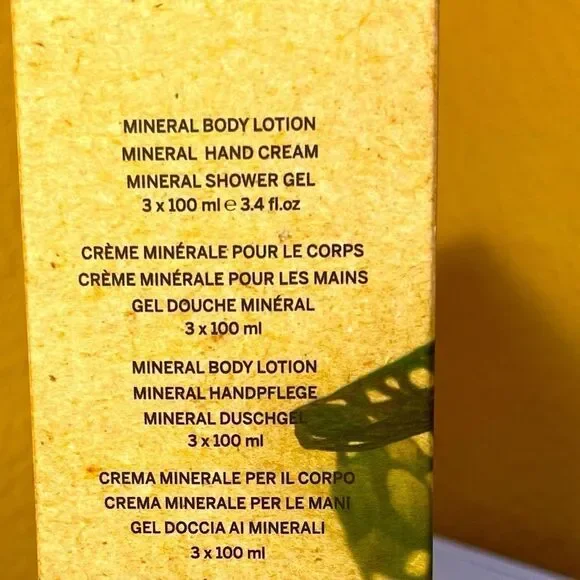 MINERAL BODY LOTION
MINERAL HAND CREAM
MINERAL SHOWER GEL
3 x 100 ml ℮ 3.4 fl.oz
CRÈME MINÉRALE POUR LE CORPS
CRÈME MINÉRALE POUR LES MAINS
GEL DOUCHE MINÉRAL
3 x 100 ml
MINERAL BODY LOTION
MINERAL HANDPFLEGE
MINERAL DUSCHGEL
3 x 100 ml
CREMA MINERALE PER IL CORPO
CREMA MINERALE PER LE MANI
GEL DOCCIA AI MINERALI
3 x 100 ml